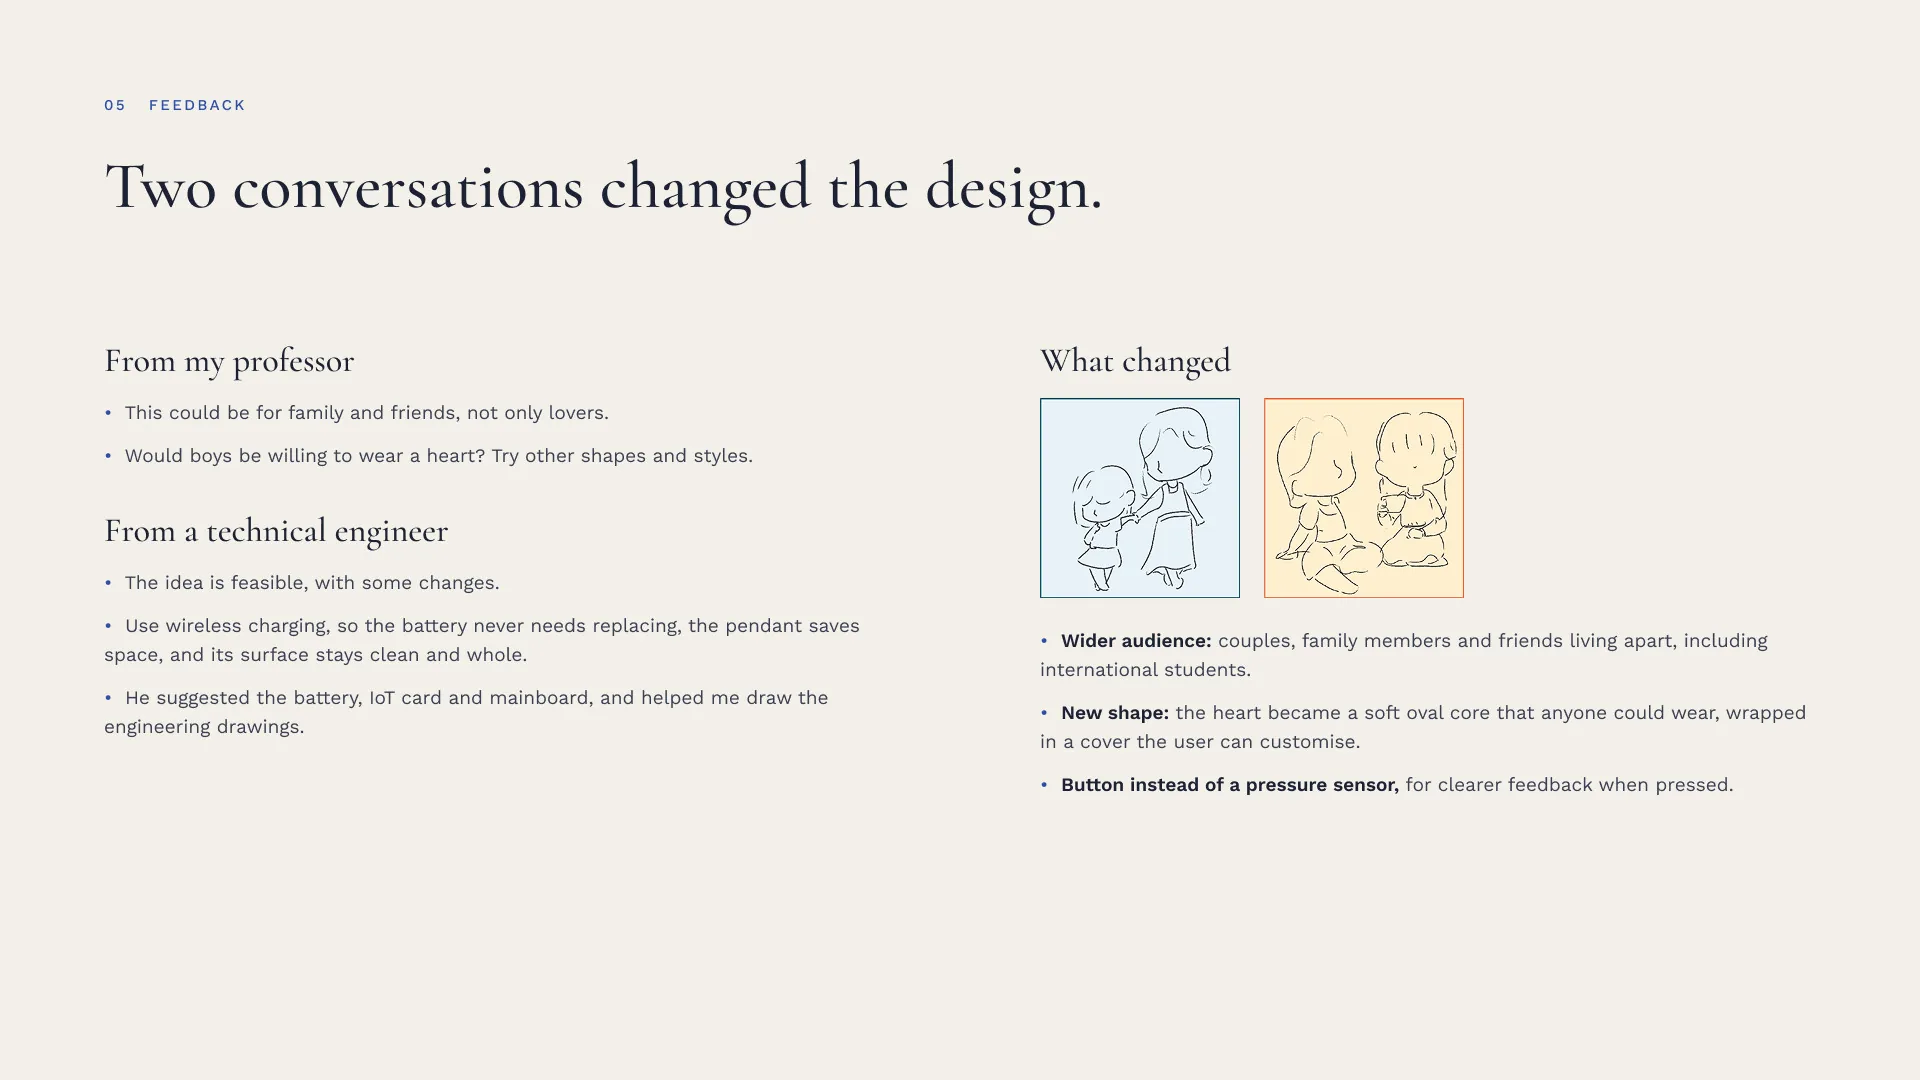 05 FEEDBACK
Two conversations changed the design.
From my professor
• This could be for family and friends, not only lovers.
• Would boys be willing to wear a heart? Try other shapes and styles.
From a technical engineer
• The idea is feasible, with some changes.
• Use wireless charging, so the battery never needs replacing, the pendant saves
space, and its surface stays clean and whole.
• He suggested the battery, IoT card and mainboard, and helped me draw the
engineering drawings.
What changed
• Wider audience: couples, family members and friends living apart, including
international students.
• New shape: the heart became a soft oval core that anyone could wear, wrapped
in a cover the user can customise.
• Button instead of a pressure sensor, for clearer feedback when pressed.